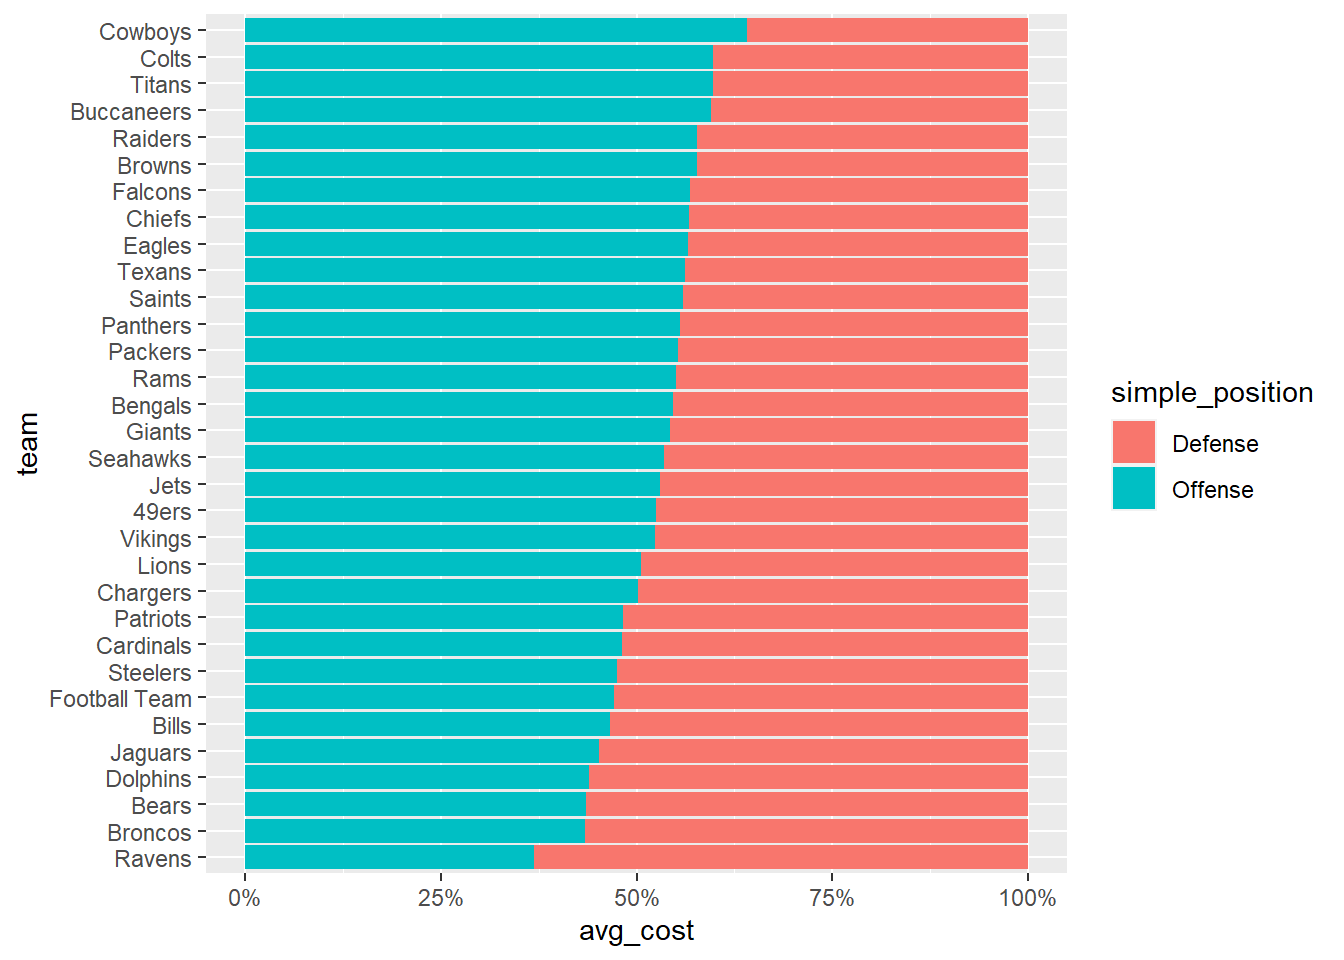 Cowboys
Colts
Titans
Buccaneers
Raiders
Browns
Falcons
Chiefs
Eagles
Texans
Saints
Panthers
Packers
Rams
Bengals
Giants
Seahawks
Jets
49ers
Vikings
Lions
Chargers
Patriots
Cardinals
Steelers
Football Team
Bills
Jaguars
Dolphins
Bears
Broncos
Ravens
team
0% 25% 50% 75% 100%
avg_cost
simple_position
Defense
Offense